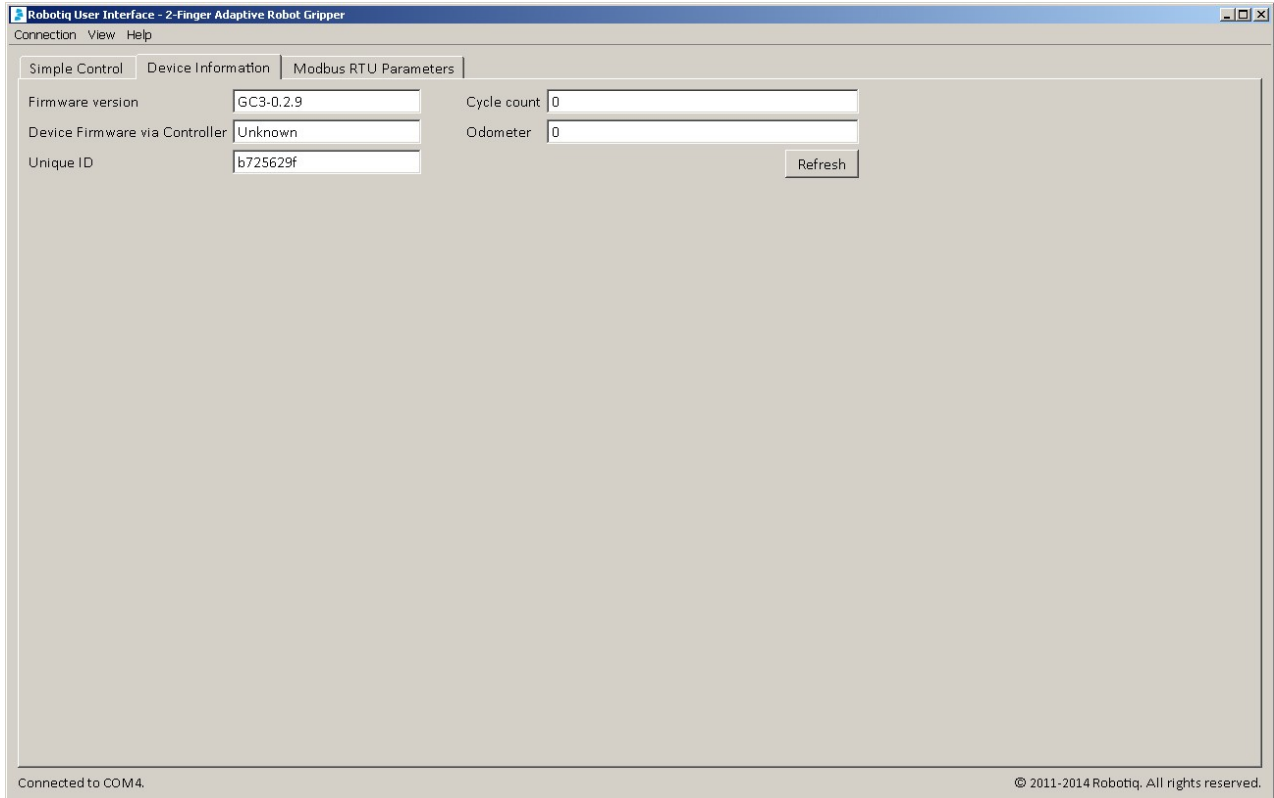 Robotiq User Interface - 2-Finger Adaptive Robot Gripper
Connection View Help
Simple Control Device Information Modbus RTU Parameters
Firmware version GC3-0.2.9 Cycle count 0
Device Firmware via Controller Unknown Odometer 0
Unique ID b725629f Refresh
Connected to COM4. © 2011-2014 Robotiq. All rights reserved.